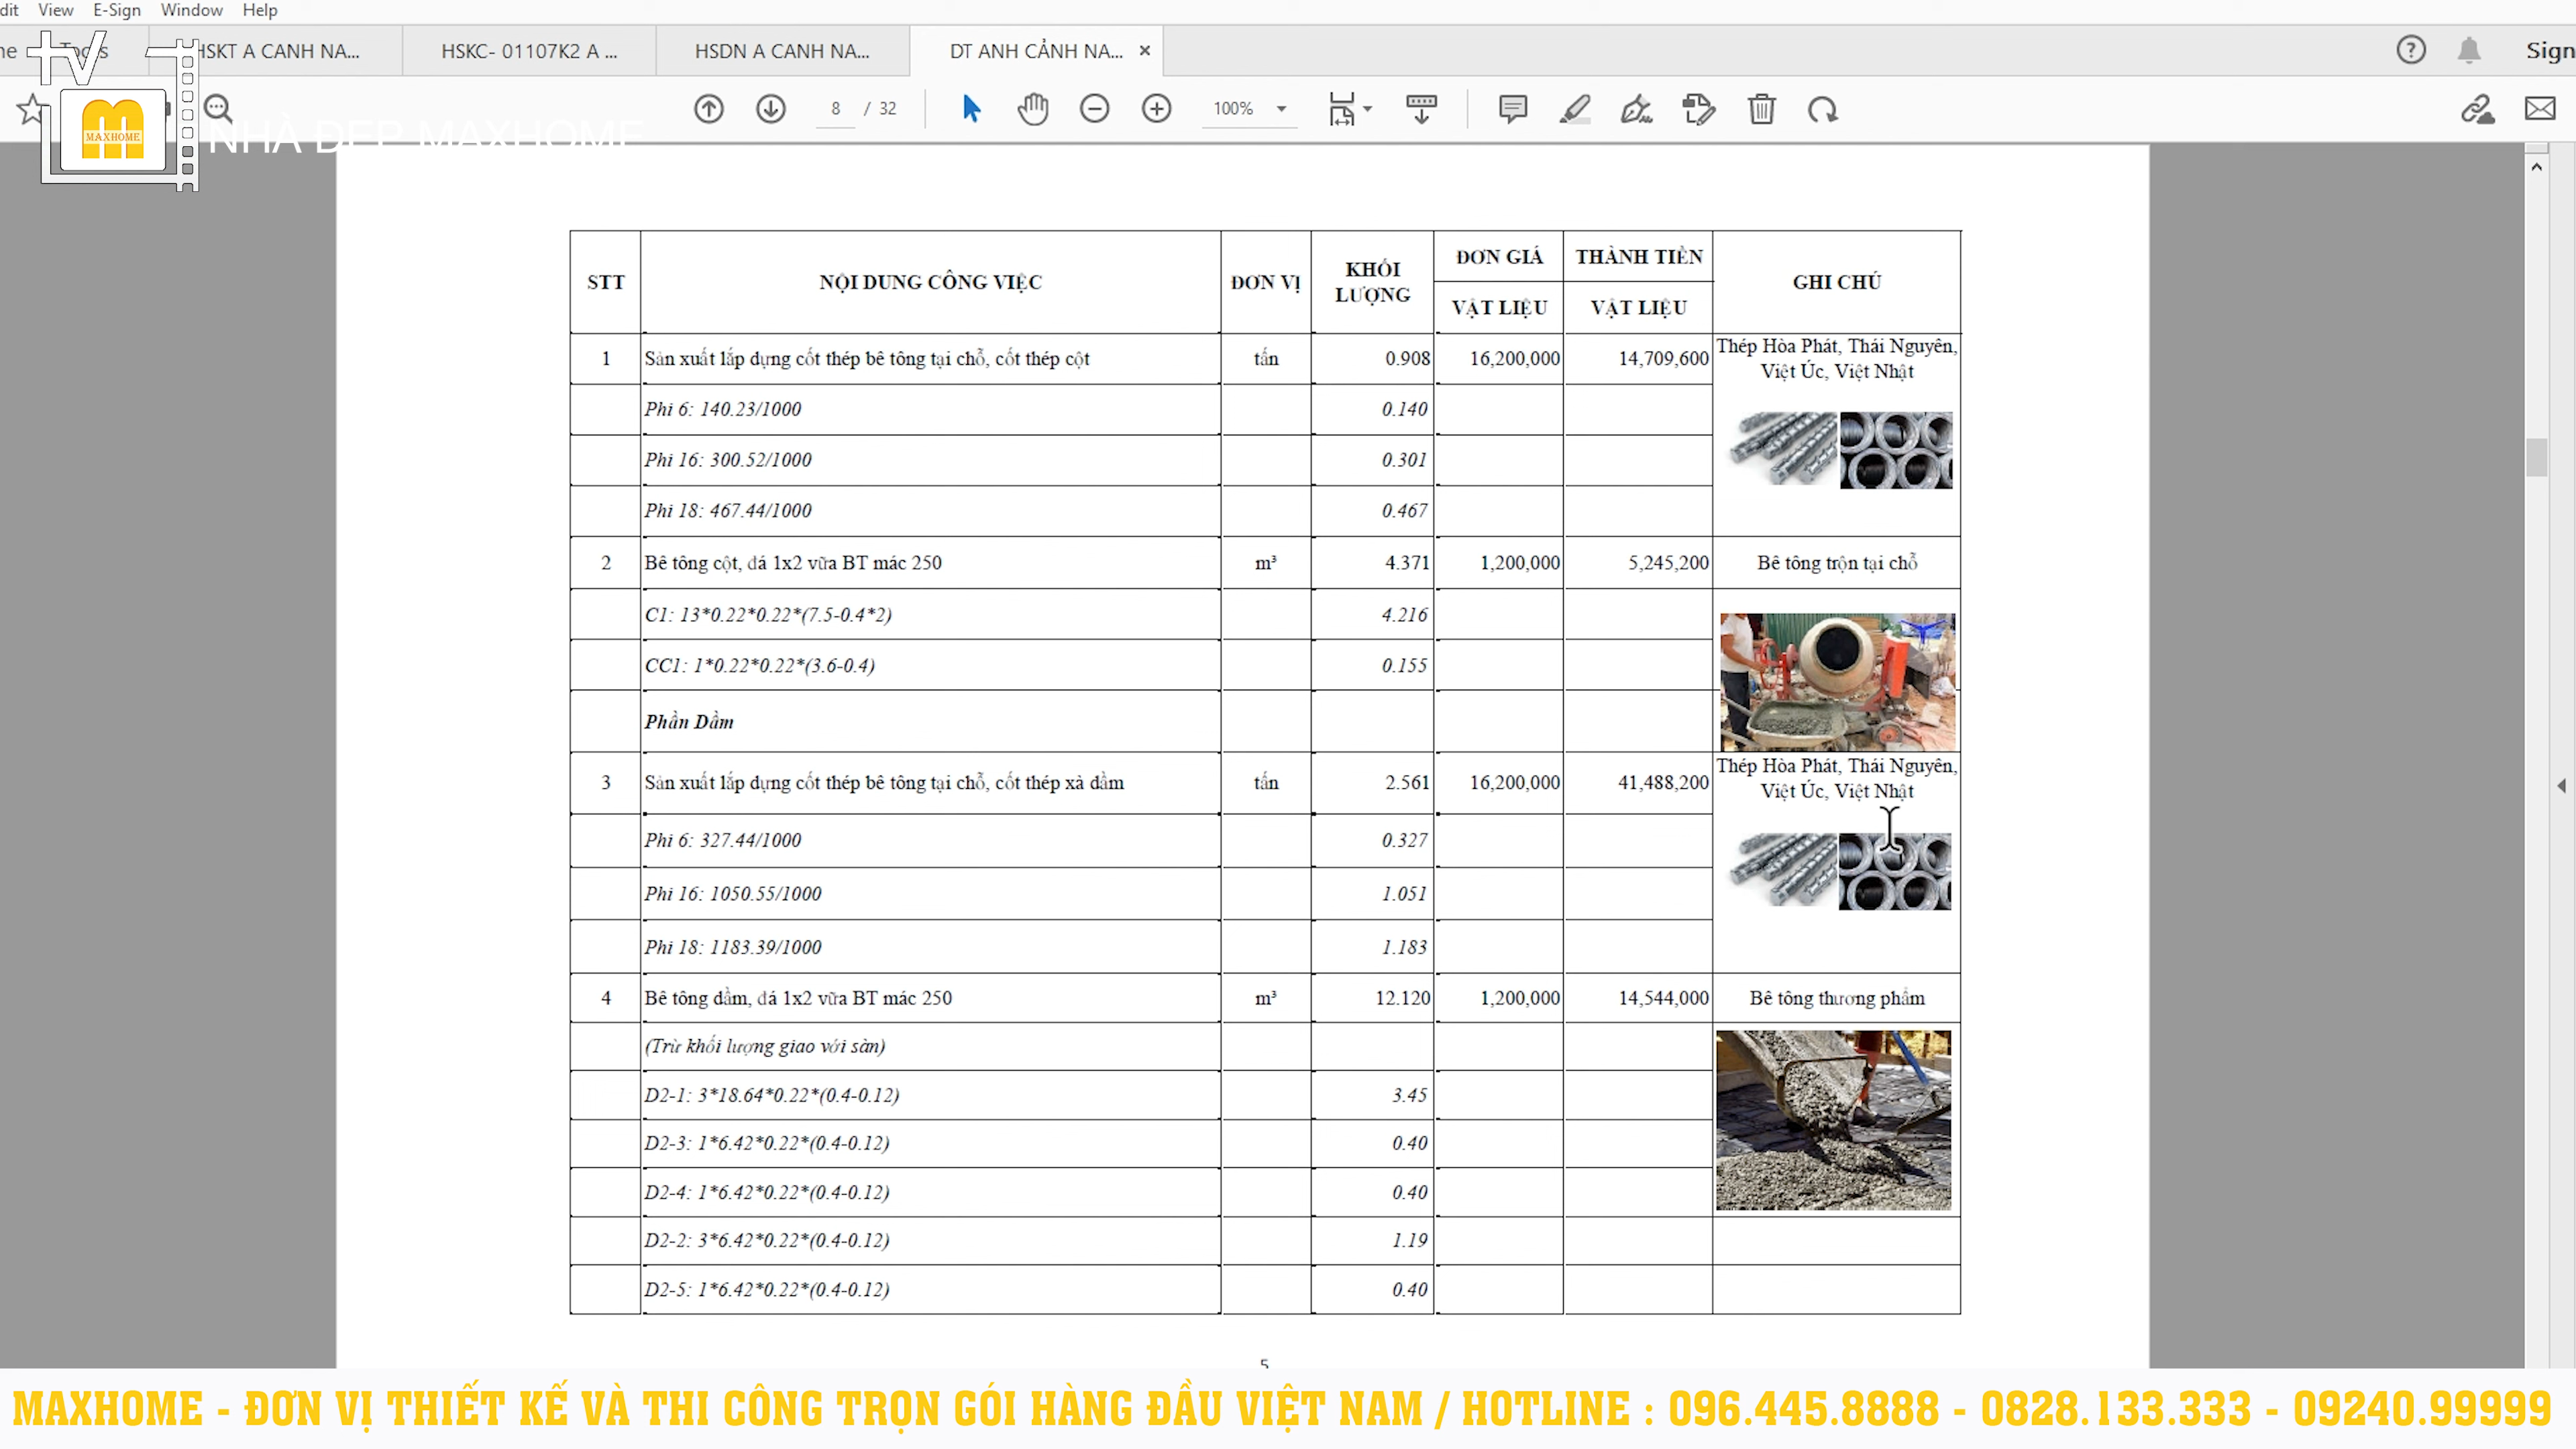 dit View E-Sign Window Help
HSKT A CANH NA... HSKC- 01107K2 A ... HSDN A CANH NA... DT ANH CẢNH NA... × Sign
tv
MAXHOME
NHÀ ĐẸP MAXHOME
8 / 32 100%
STT NỘI DUNG CÔNG VIỆC ĐƠN VỊ KHỐI LƯỢNG ĐƠN GIÁ THÀNH TIỀN GHI CHÚ
VẬT LIỆU VẬT LIỆU
1 Sản xuất lắp dựng cốt thép bê tông tại chỗ, cốt thép cột tấn 0.908 16,200,000 14,709,600 Thép Hòa Phát, Thái Nguyên, Việt Úc, Việt Nhật
Phi 6: 140.23/1000 0.140
Phi 16: 300.52/1000 0.301
Phi 18: 467.44/1000 0.467
2 Bê tông cột, đá 1x2 vữa BT mác 250 m³ 4.371 1,200,000 5,245,200 Bê tông trộn tại chỗ
C1: 13*0.22*0.22*(7.5-0.4*2) 4.216
CC1: 1*0.22*0.22*(3.6-0.4) 0.155
Phần Dầm
3 Sản xuất lắp dựng cốt thép bê tông tại chỗ, cốt thép xà dầm tấn 2.561 16,200,000 41,488,200 Thép Hòa Phát, Thái Nguyên, Việt Úc, Việt Nhật
Phi 6: 327.44/1000 0.327
Phi 16: 1050.55/1000 1.051
Phi 18: 1183.39/1000 1.183
4 Bê tông dầm, đá 1x2 vữa BT mác 250 m³ 12.120 1,200,000 14,544,000 Bê tông thương phẩm
(Trừ khối lượng giao với sàn)
D2-1: 3*18.64*0.22*(0.4-0.12) 3.45
D2-3: 1*6.42*0.22*(0.4-0.12) 0.40
D2-4: 1*6.42*0.22*(0.4-0.12) 0.40
D2-2: 3*6.42*0.22*(0.4-0.12) 1.19
D2-5: 1*6.42*0.22*(0.4-0.12) 0.40
5
MAXHOME - ĐƠN VỊ THIẾT KẾ VÀ THI CÔNG TRỌN GÓI HÀNG ĐẦU VIỆT NAM / HOTLINE : 096.445.8888 - 0828.133.333 - 09240.99999